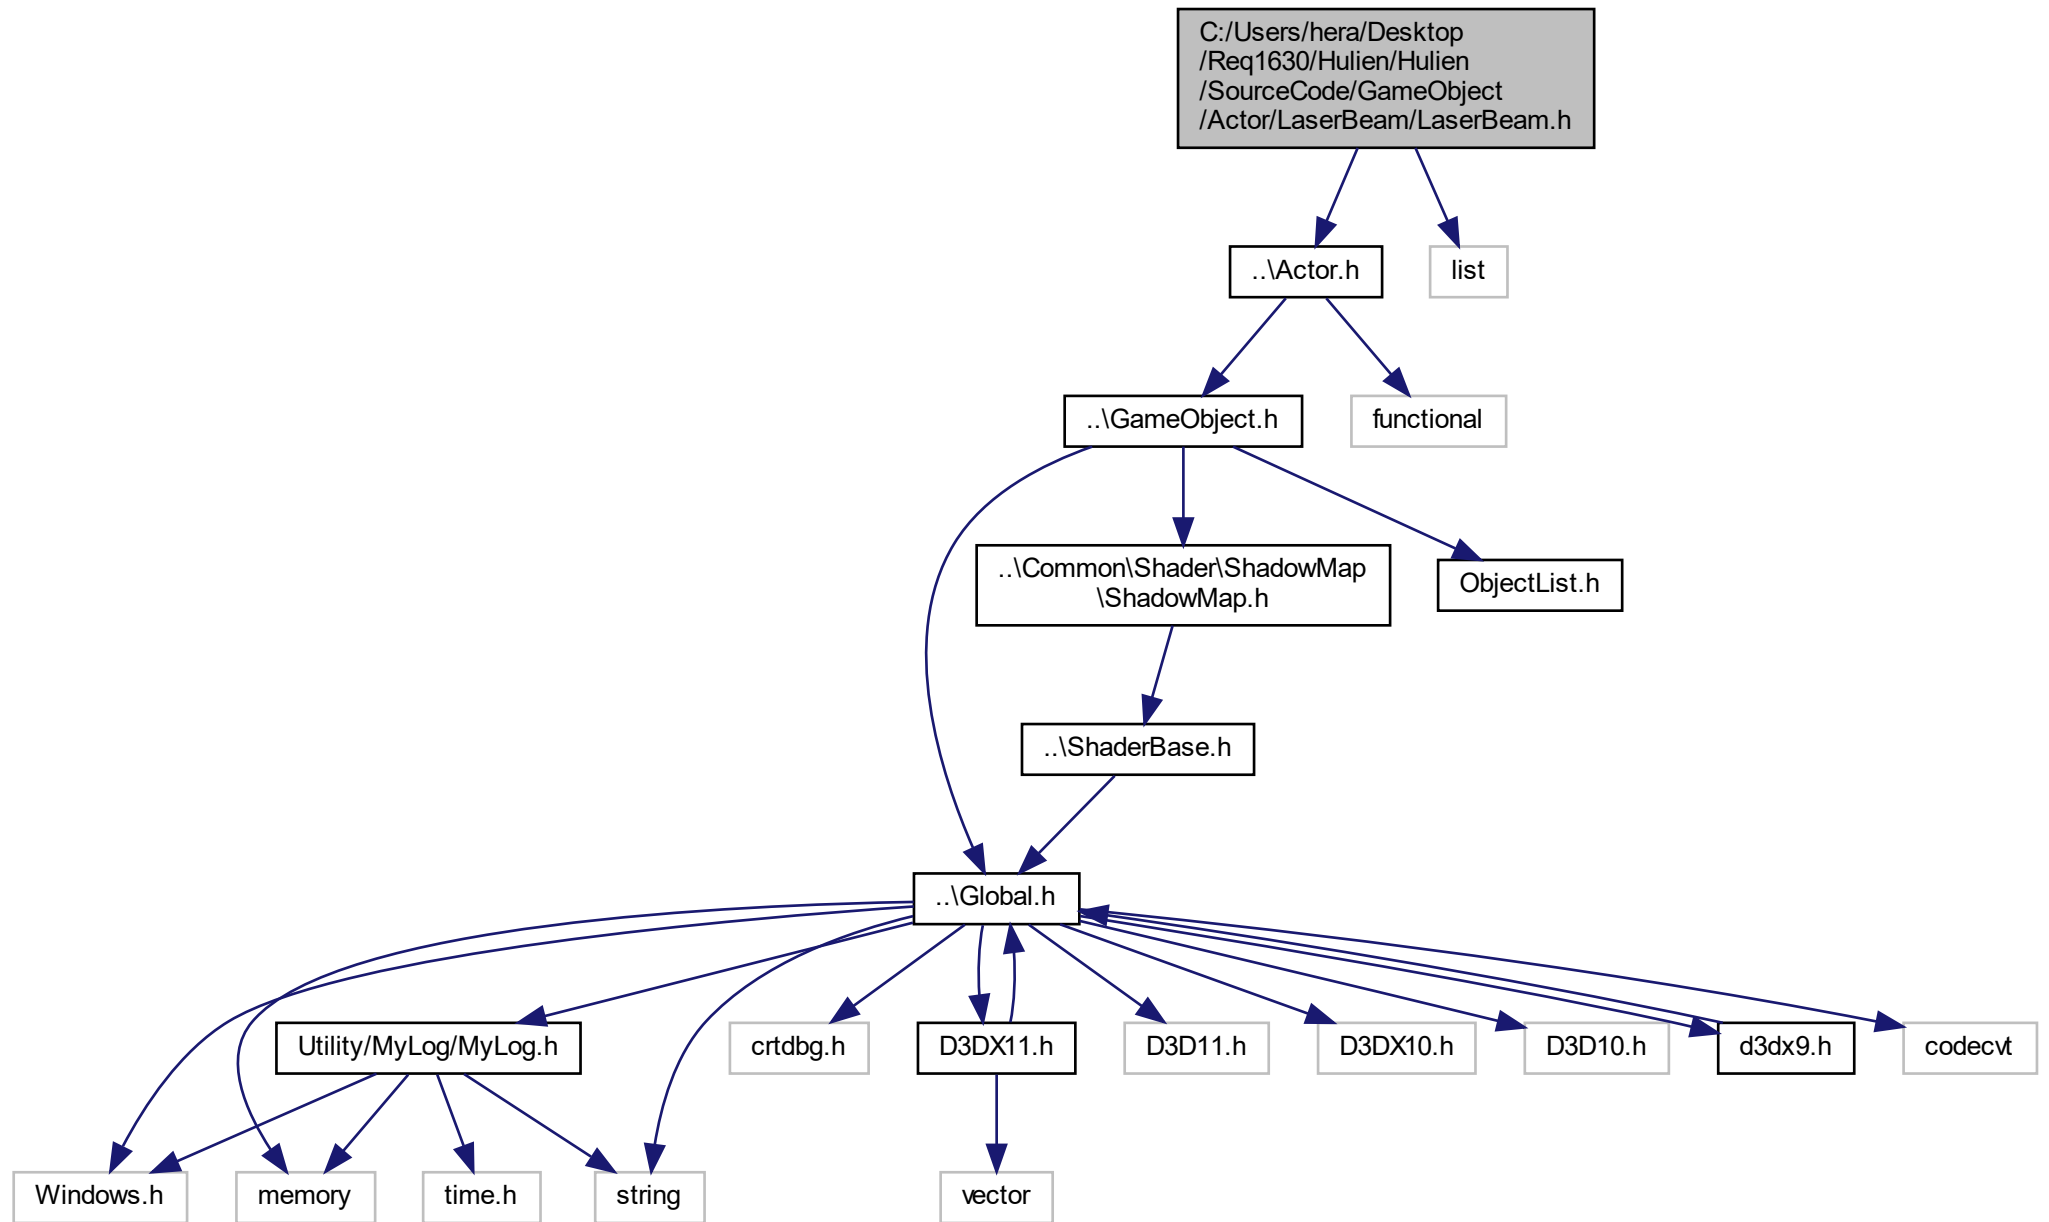 C:/Users/hera/Desktop
/Req1630/Hulien/Hulien
/SourceCode/GameObject
/Actor/LaserBeam/LaserBeam.h
..\Actor.h
list
..\GameObject.h
functional
..\Common\Shader\ShadowMap
\ShadowMap.h
ObjectList.h
..\ShaderBase.h
..\Global.h
Utility/MyLog/MyLog.h
crtdbg.h
D3DX11.h
D3D11.h
D3DX10.h
D3D10.h
d3dx9.h
codecvt
Windows.h
memory
time.h
string
vector